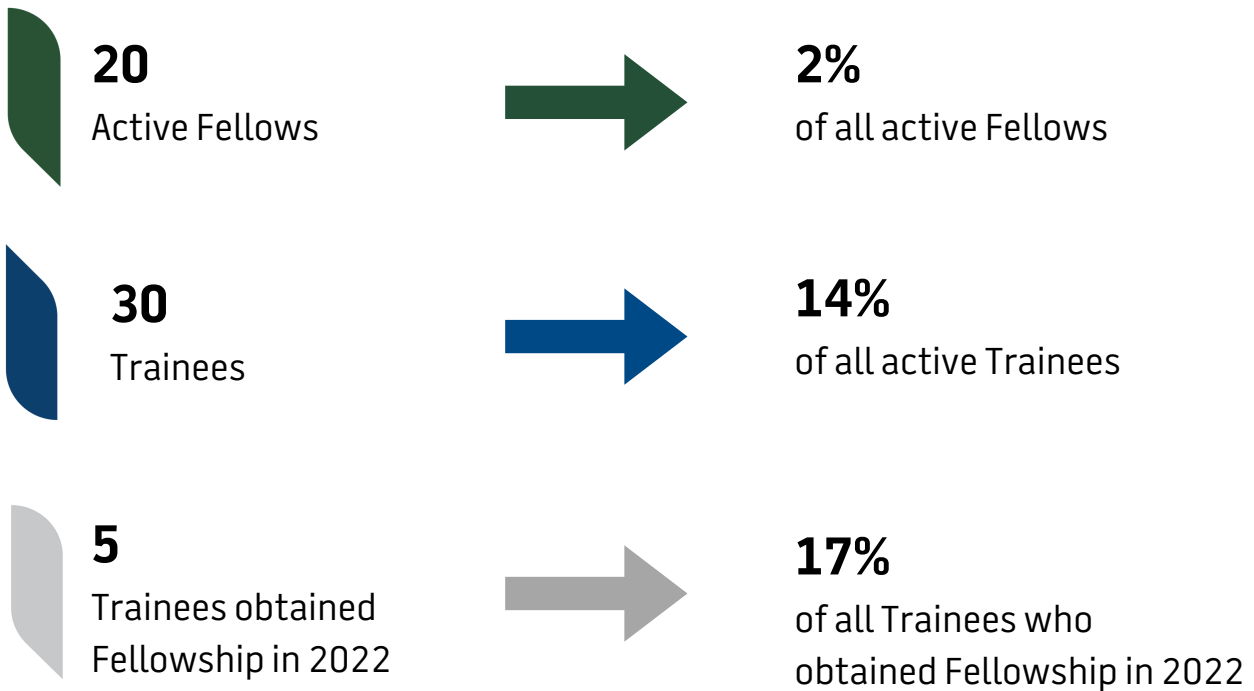 20
Active Fellows
2%
of all active Fellows
30
Trainees
14%
of all active Trainees
5
Trainees obtained
Fellowship in 2022
17%
of all Trainees who
obtained Fellowship in 2022